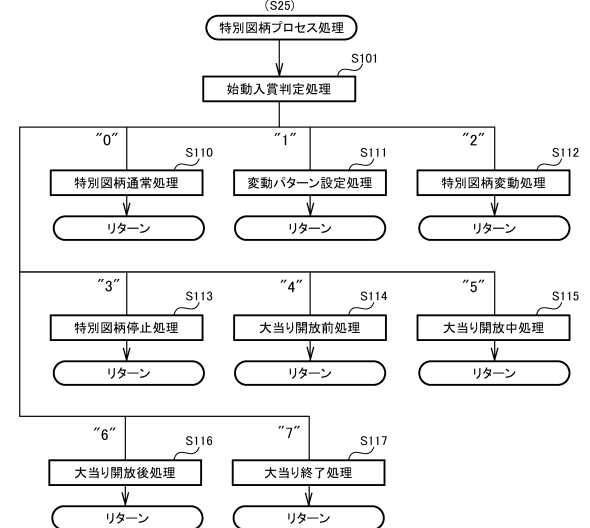 (S25)
特別図柄プロセス処理
S101
始動入賞判定処理
"0"
"1"
"2"
S110
S111
S112
特別図柄通常処理
変動パターン設定処理
特別図柄変動処理
リターン
リターン
リターン
"3"
"4"
"5"
S113
S114
S115
特別図柄停止処理
大当り開放前処理
大当り開放中処理
リターン
リターン
リターン
"6"
"7"
S116
S117
大当り開放後処理
大当り終了処理
リターン
リターン